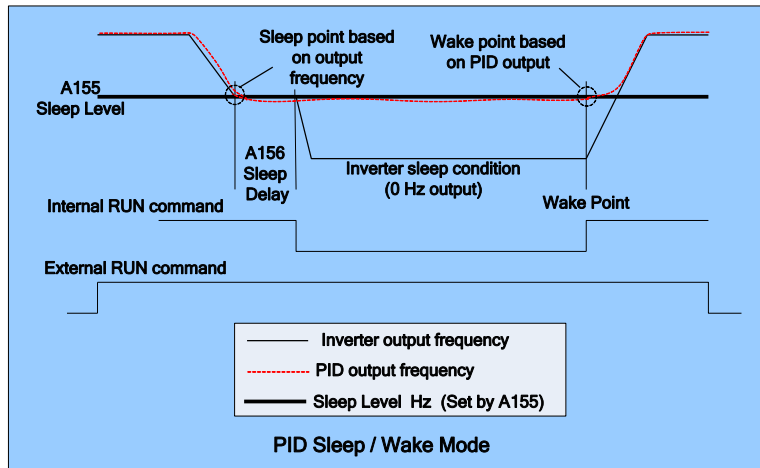 Sleep point based
on output
frequency
Wake point based
on PID output
A155
Sleep Level
A156
Sleep
Delay
Inverter sleep condition
(0 Hz output)
Wake Point
Internal RUN command
External RUN command
Inverter output frequency
PID output frequency
Sleep Level Hz (Set by A155)
PID Sleep / Wake Mode